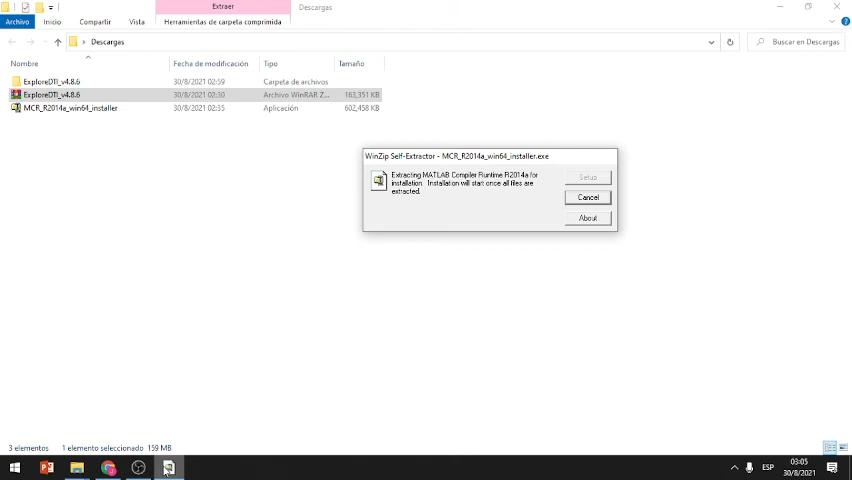 Extraer
Descargas
Archivo Inicio Compartir Vista Herramientas de carpeta comprimida
Descargas
Buscar en Descargas
Nombre Fecha de modificación Tipo Tamaño
ExploreDTI_v4.8.6 30/8/2021 02:59 Carpeta de archivos
ExploreDTI_v4.8.6 30/8/2021 02:30 Archivo WinRAR Z... 163,351 KB
MCR_R2014a_win64_installer 30/8/2021 02:35 Aplicación 602,458 KB
WinZip Self-Extractor - MCR_R2014a_win64_installer.exe
Extracting MATLAB Compiler Runtime R2014a for
installation. Installation will start once all files are
extracted.
Setup
Cancel
About
3 elementos 1 elemento seleccionado 159 MB
ESP
03:05
30/8/2021